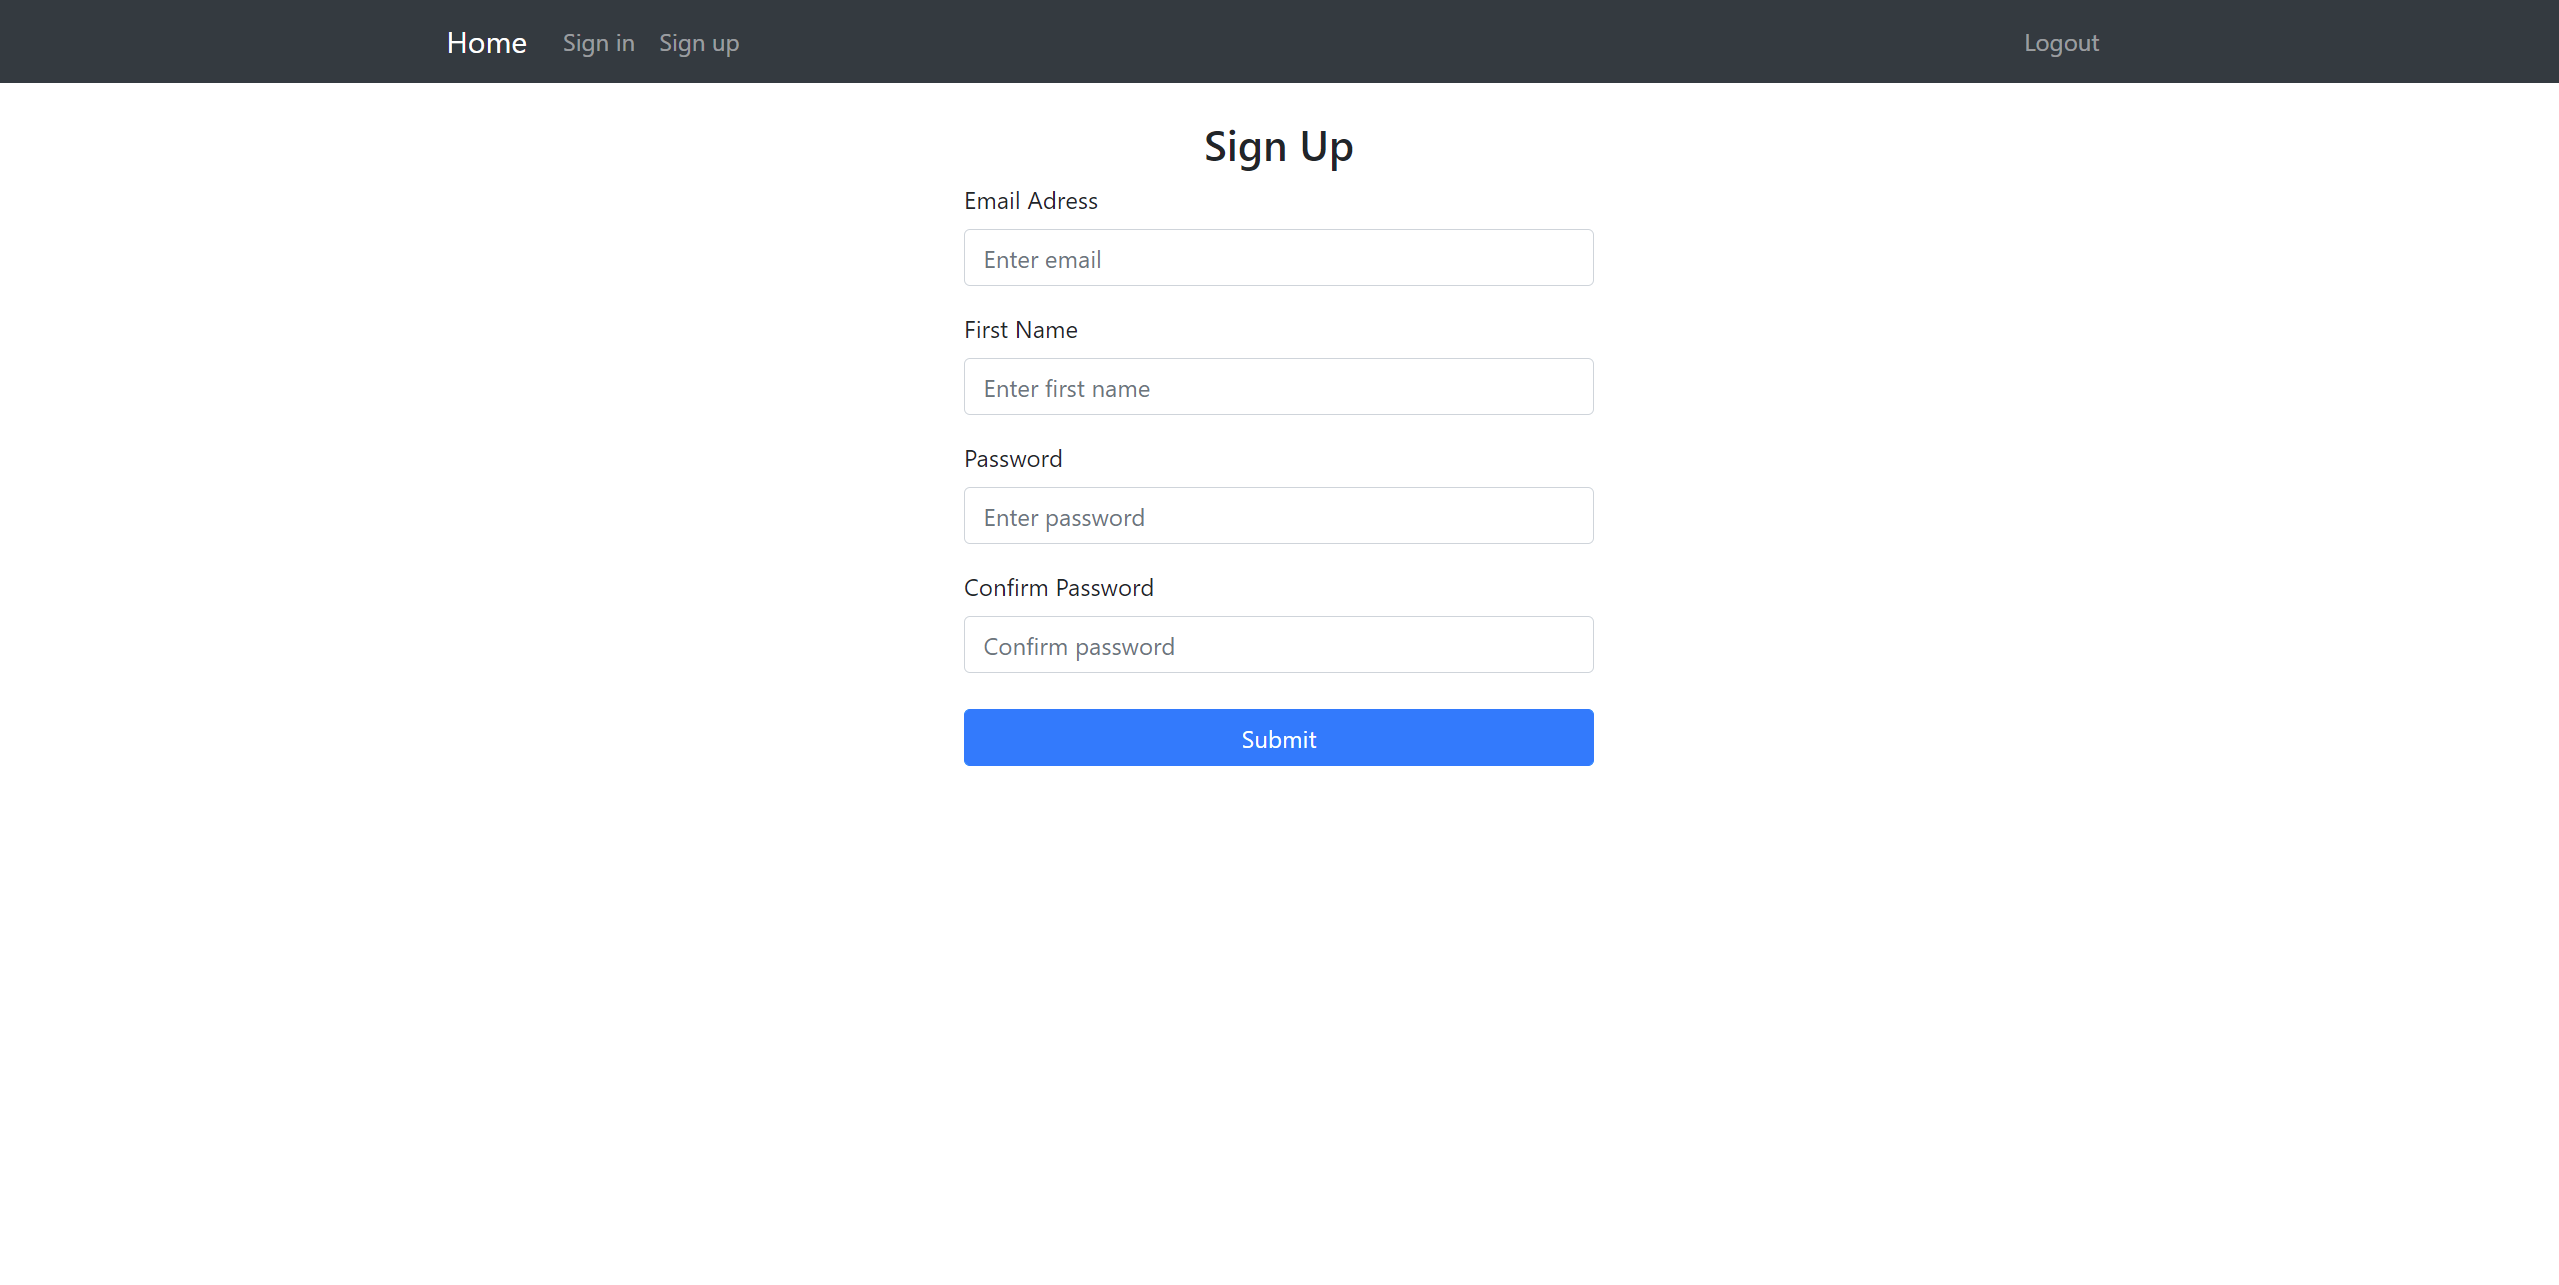 Home Sign in Sign up Logout
Sign Up
Email Adress
Enter email
First Name
Enter first name
Password
Enter password
Confirm Password
Confirm password
Submit